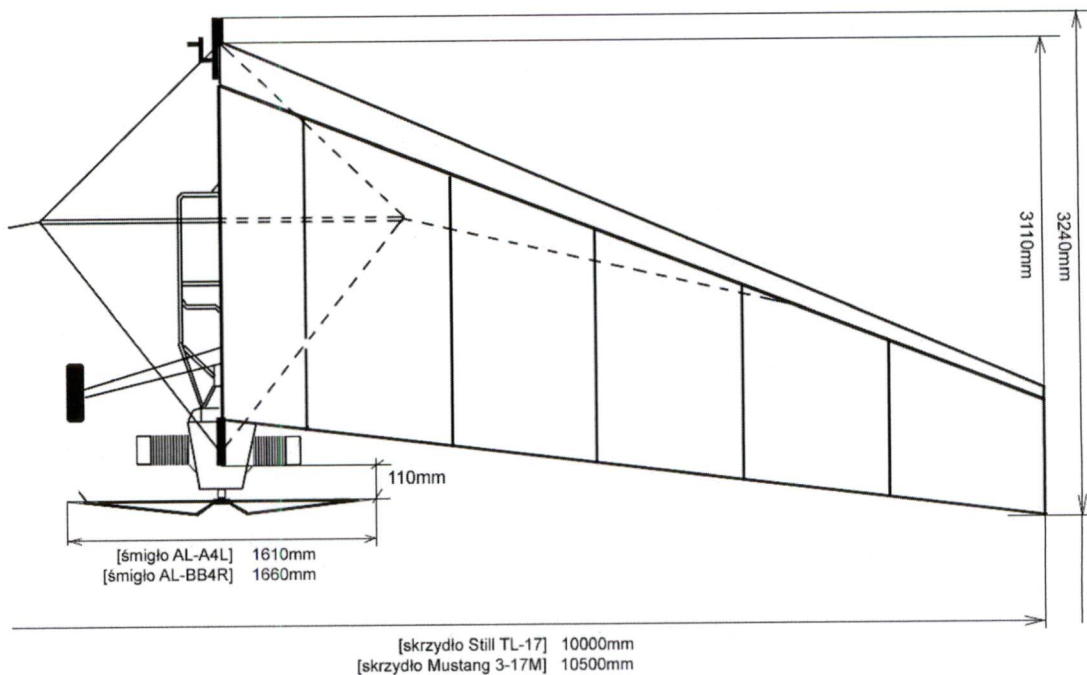 3110mm
3240mm
110mm
[śmigło AL-A4L] 1610mm
[śmigło AL-BB4R] 1660mm
[skrzydło Still TL-17] 10000mm
[skrzydło Mustang 3-17M] 10500mm